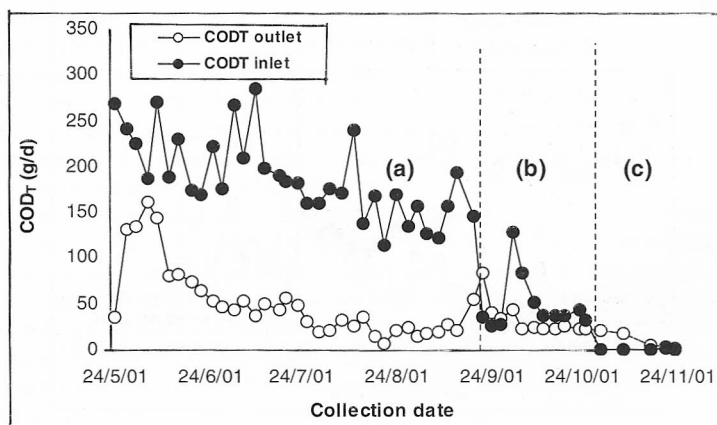 350
300
250
200
150
100
50
0
COD_T (g/d)
CODT outlet
CODT inlet
(a)
(b)
(c)
24/5/01 24/6/01 24/7/01 24/8/01 24/9/01 24/10/01 24/11/01
Collection date